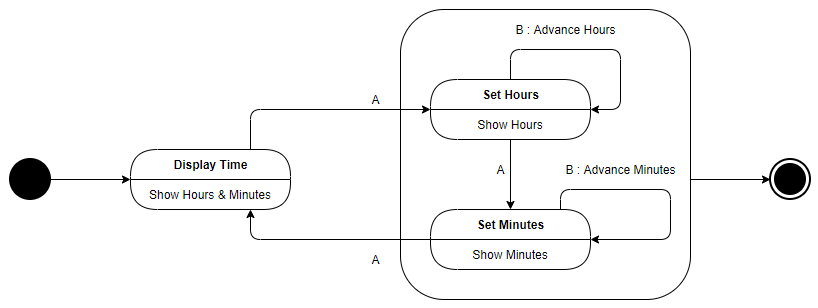 B : Advance Hours
Set Hours
A
Show Hours
Display Time
A
B : Advance Minutes
Show Hours & Minutes
Set Minutes
Show Minutes
A